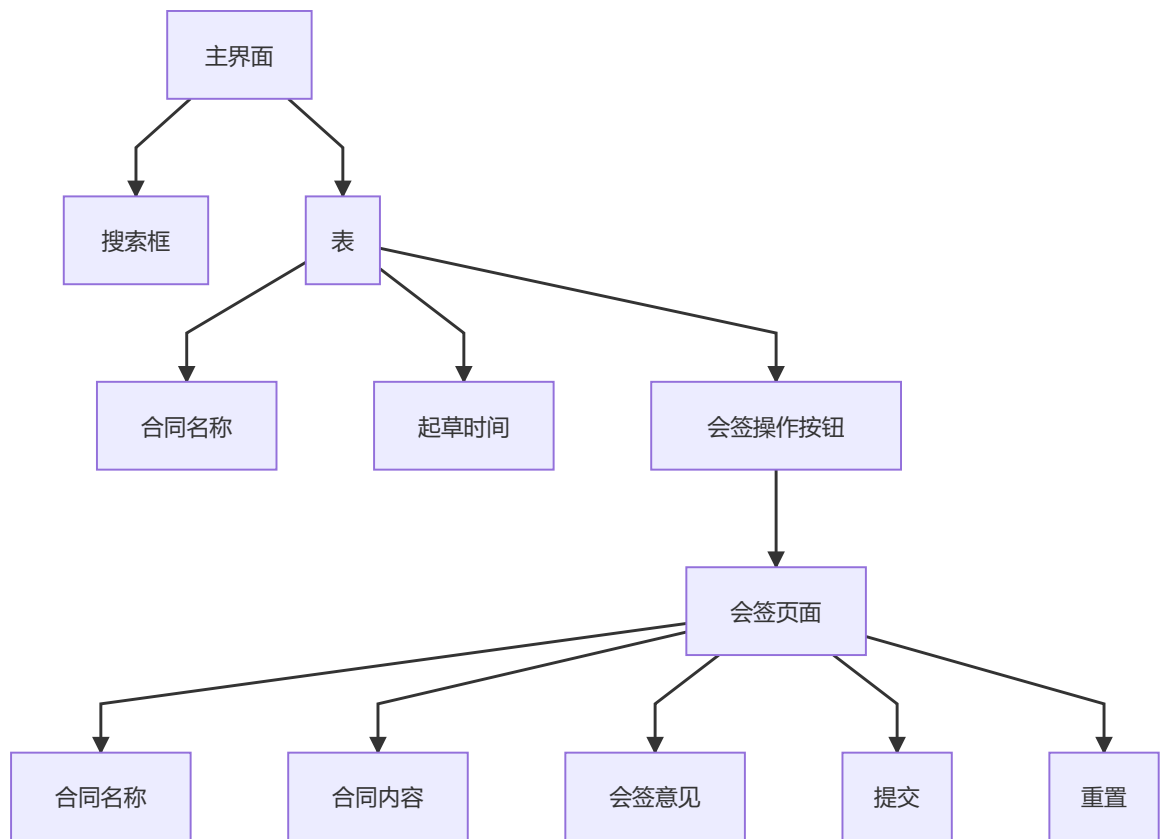 主界面
搜索框
表
合同名称
起草时间
会签操作按钮
会签页面
合同名称
合同内容
会签意见
提交
重置